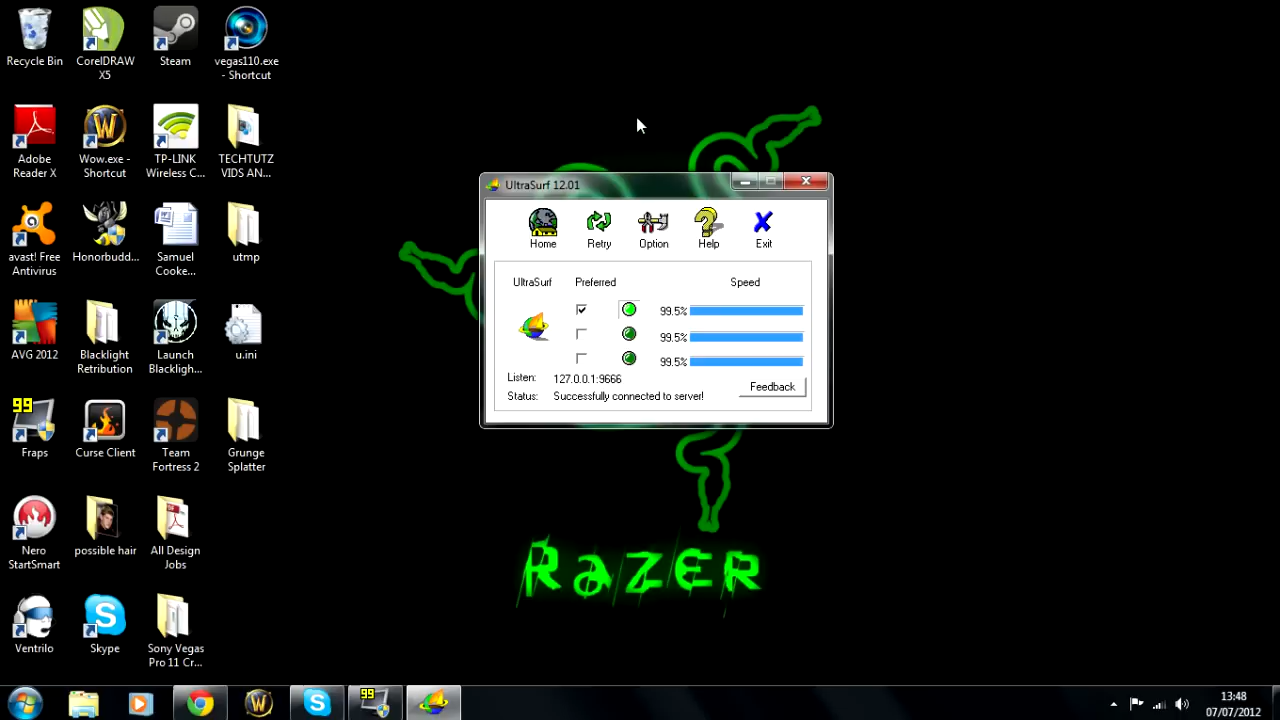 Recycle Bin
CorelDRAW
X5
Steam
vegas110.exe
- Shortcut
Adobe
Reader X
Wow.exe -
Shortcut
TP-LINK
Wireless C...
TECHTUTZ
VIDS AN...
avast! Free
Antivirus
Honorbudd...
Samuel
Cooke...
utmp
AVG 2012
Blacklight
Retribution
Launch
Blackligh...
u.ini
99
Fraps
Curse Client
Team
Fortress 2
Grunge
Splatter
Nero
StartSmart
possible hair
All Design
Jobs
Ventrilo
Skype
Sony Vegas
Pro 11 Cr...
UltraSurf 12.01
Home
Retry
Option
Help
Exit
UltraSurf
Preferred
Speed
99.5%
99.5%
99.5%
Listen: 127.0.0.1:9666
Feedback
Status: Successfully connected to server!
RAZER
99
13:48
07/07/2012